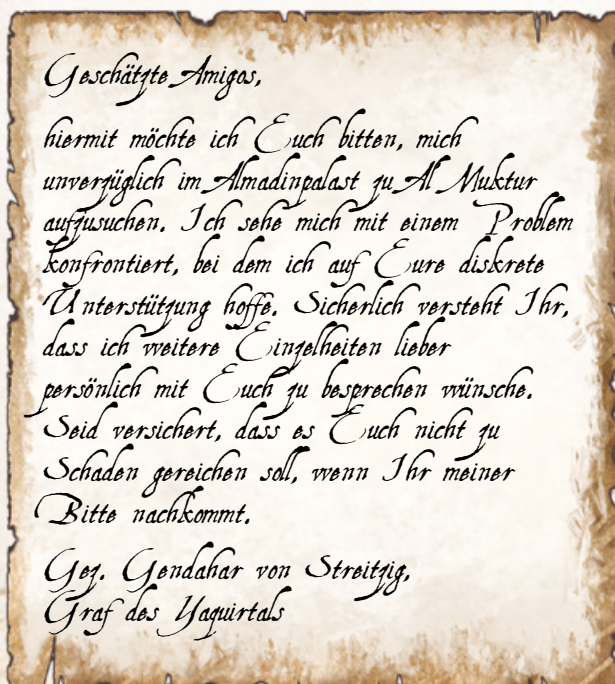 Geschätzte Amigos,
hiermit möchte ich Euch bitten, mich
unverzüglich im Almadinpalast zu Al'Muktur
aufzusuchen. Ich sehe mich mit einem Problem
konfrontiert, bei dem ich auf Eure diskrete
Unterstützung hoffe. Sicherlich versteht Ihr,
dass ich weitere Einzelheiten lieber
persönlich mit Euch zu besprechen wünsche.
Seid versichert, dass es Euch nicht zu
Schaden gereichen soll, wenn Ihr meiner
Bitte nachkommt.
Gez. Gendahar von Streitzig,
Graf des Yaquirtals